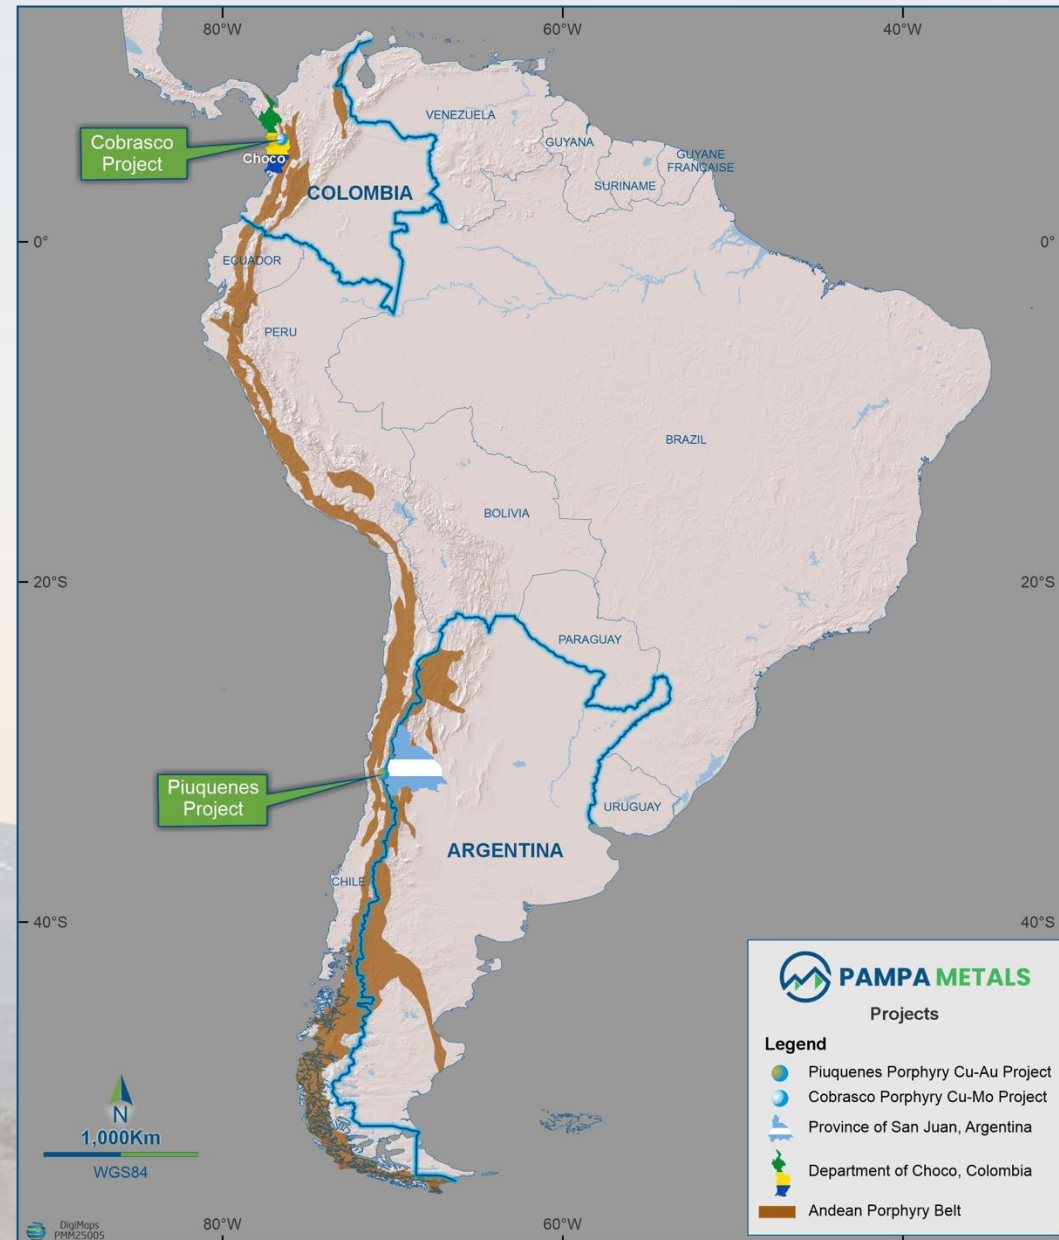 80°W
60°W
40°W
VENEZUELA
GUYANA
GUYANE
FRANÇAISE
SURINAME
Cobrasco
Project
Choco
COLOMBIA
0°
0°
ECUADOR
PERU
BRAZIL
BOLIVIA
20°S
20°S
PARAGUAY
Piuquenes
Project
URUGUAY
ARGENTINA
CHILE
40°S
40°S
PAMPA METALS
Projects
Legend
Piuquenes Porphyry Cu-Au Project
Cobrasco Porphyry Cu-Mo Project
Province of San Juan, Argentina
Department of Choco, Colombia
Andean Porphyry Belt
N
1,000Km
WGS84
DigiMaps
PMM25005
80°W
60°W